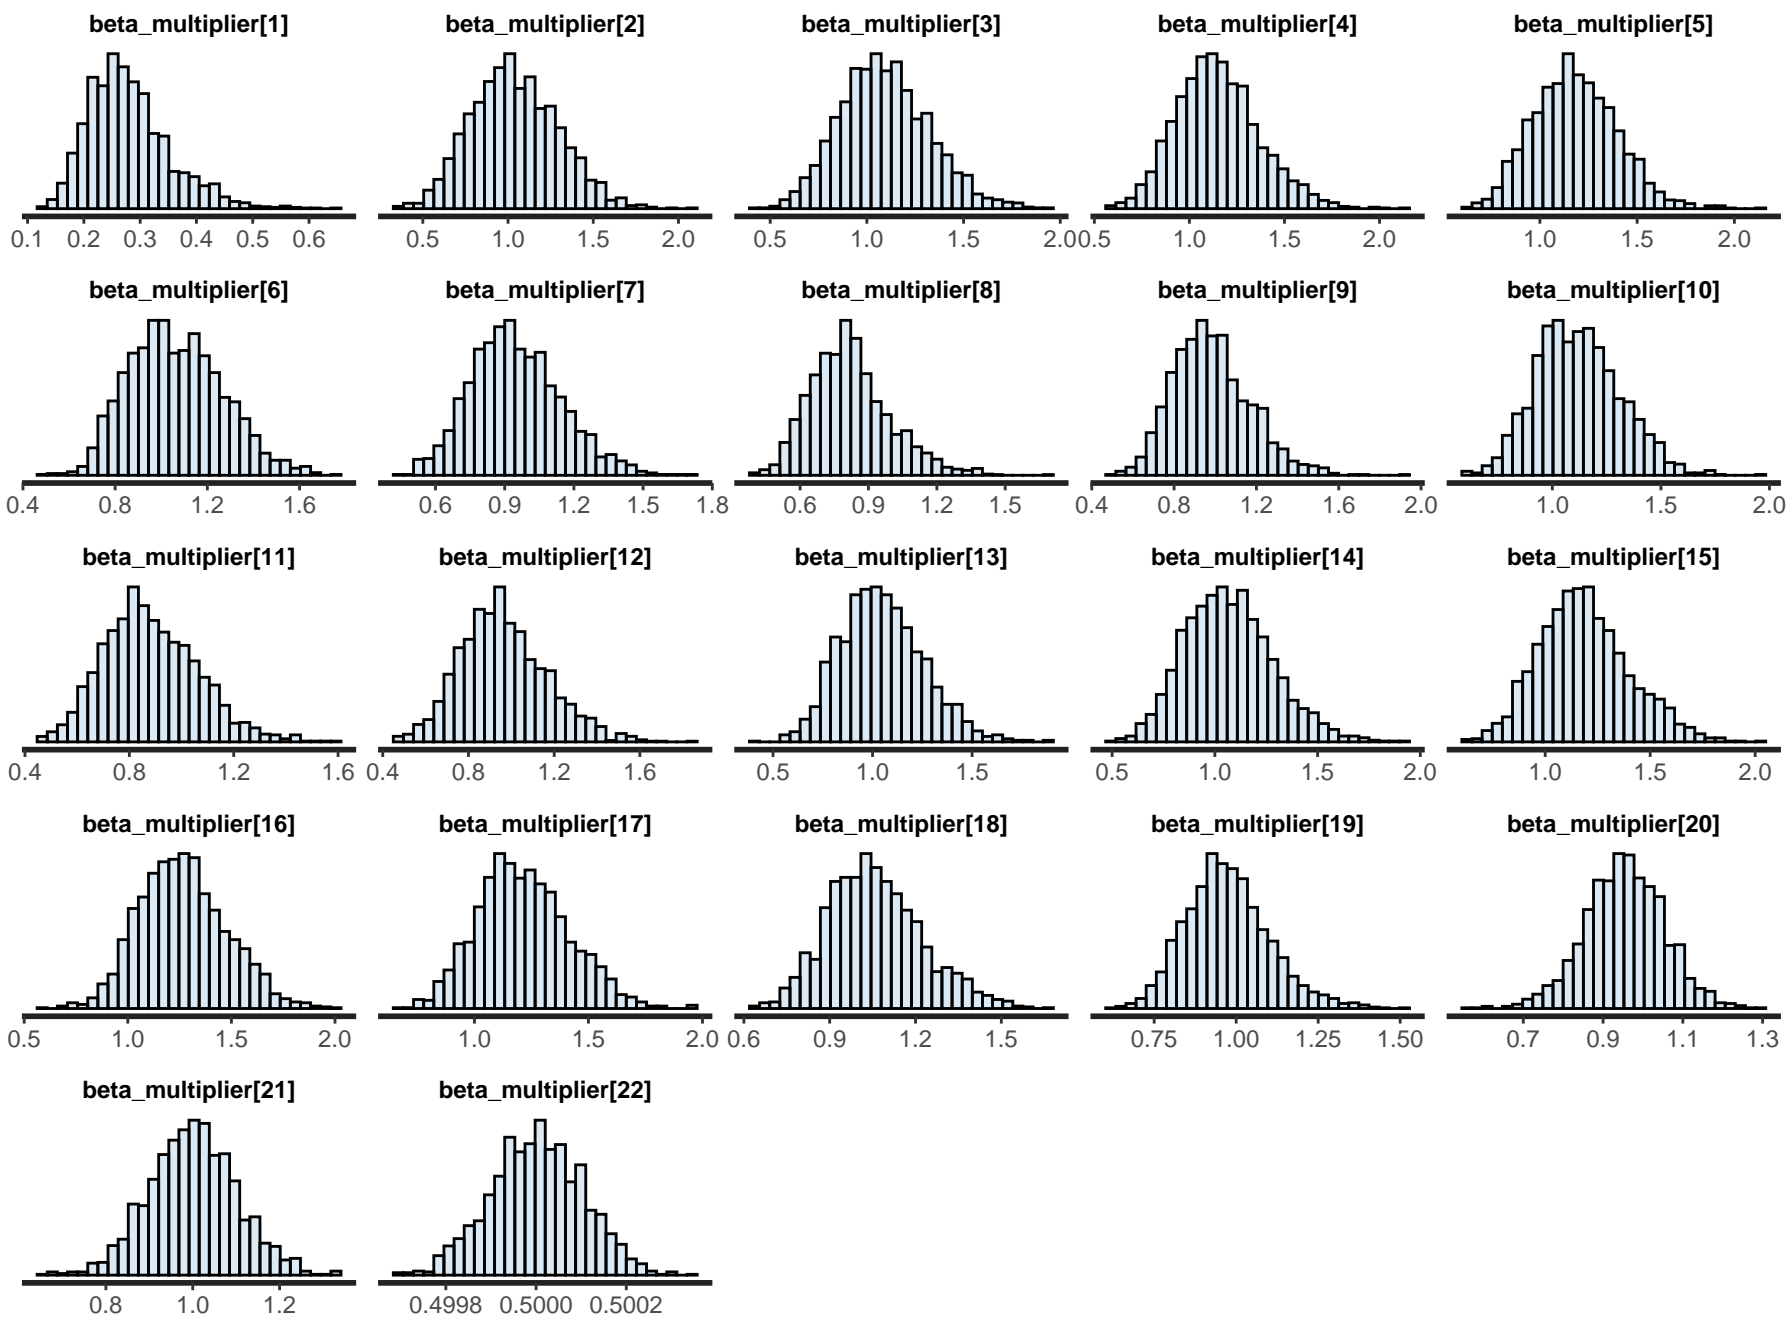 beta_multiplier[1] beta_multiplier[2] beta_multiplier[3] beta_multiplier[4] beta_multiplier[5]
0.1 0.2 0.3 0.4 0.5 0.6 0.5 1.0 1.5 2.0 0.5 1.0 1.5 2.0 0.5 1.0 1.5 2.0 1.0 1.5 2.0
beta_multiplier[6] beta_multiplier[7] beta_multiplier[8] beta_multiplier[9] beta_multiplier[10]
0.4 0.8 1.2 1.6 0.6 0.9 1.2 1.5 1.8 0.6 0.9 1.2 1.5 0.4 0.8 1.2 1.6 2.0 1.0 1.5 2.0
beta_multiplier[11] beta_multiplier[12] beta_multiplier[13] beta_multiplier[14] beta_multiplier[15]
0.4 0.8 1.2 1.6 0.4 0.8 1.2 1.6 0.5 1.0 1.5 0.5 1.0 1.5 2.0 1.0 1.5 2.0
beta_multiplier[16] beta_multiplier[17] beta_multiplier[18] beta_multiplier[19] beta_multiplier[20]
0.5 1.0 1.5 2.0 1.0 1.5 2.0 0.6 0.9 1.2 1.5 0.75 1.00 1.25 1.50 0.7 0.9 1.1 1.3
beta_multiplier[21] beta_multiplier[22]
0.8 1.0 1.2 0.4998 0.5000 0.5002